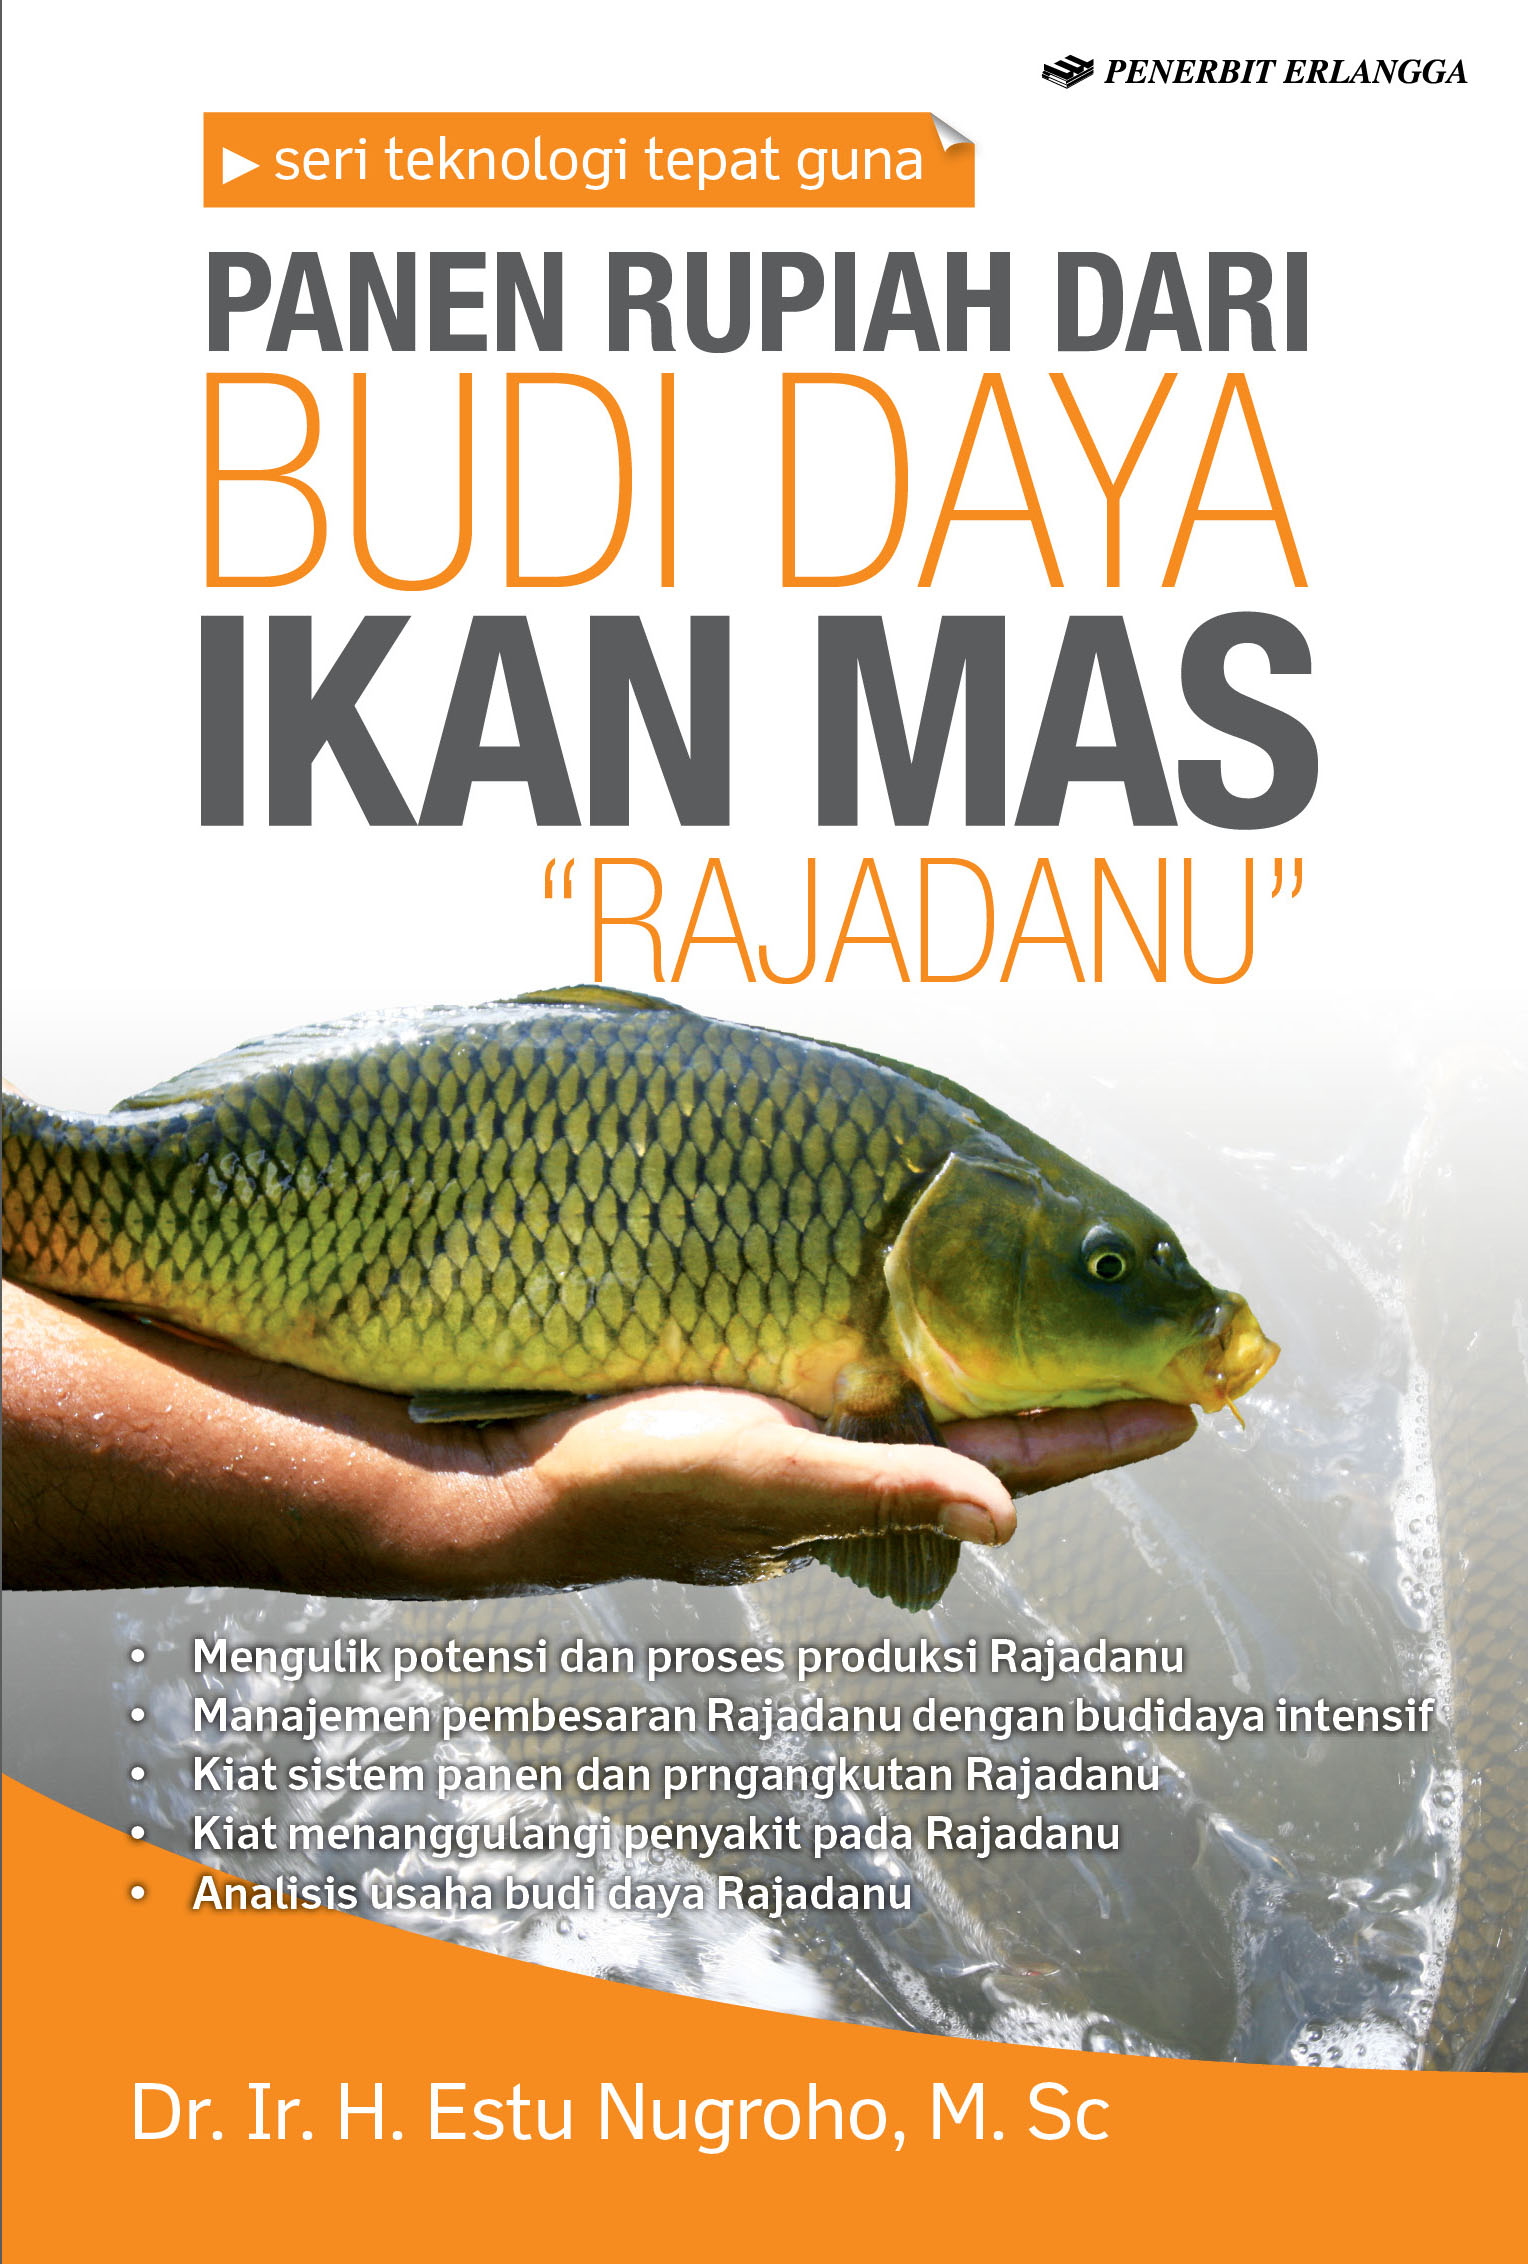 PENERBIT ERLANGGA
▶ seri teknologi tepat guna
PANEN RUPIAH DARI
BUDI DAYA
IKAN MAS
“RAJADANU”
• Mengulik potensi dan proses produksi Rajadanu
• Manajemen pembesaran Rajadanu dengan budidaya intensif
• Kiat sistem panen dan prngangkutan Rajadanu
• Kiat menanggulangi penyakit pada Rajadanu
• Analisis usaha budi daya Rajadanu
Dr. Ir. H. Estu Nugroho, M. Sc